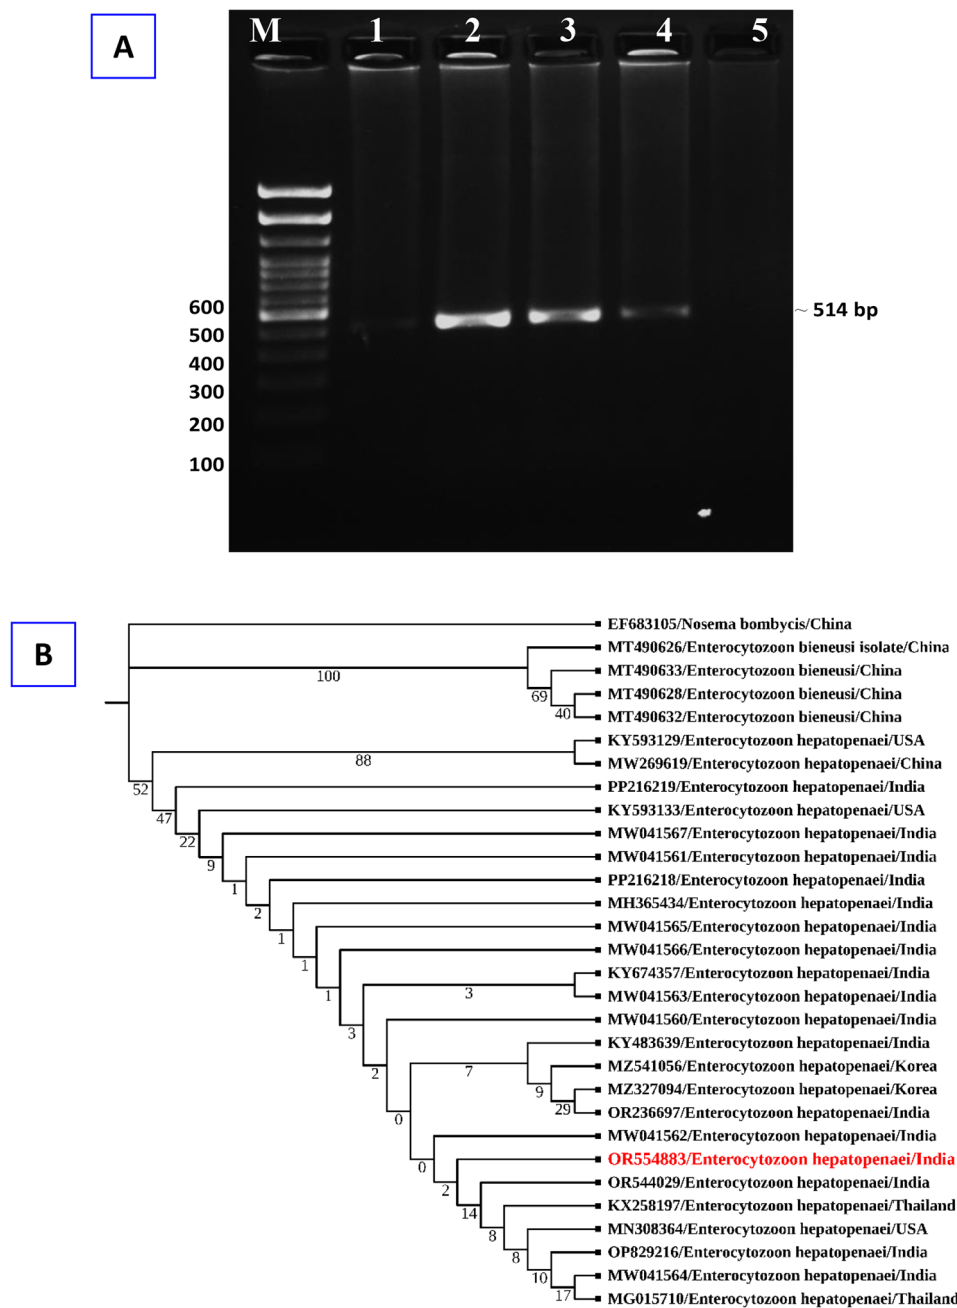 A
M 1 2 3 4 5
600
~ 514 bp
500
400
300
200
100
B
EF683105/Nosema bombycis/China
MT490626/Enterocytozoon bieneusi isolate/China
100
MT490633/Enterocytozoon bieneusi/China
69
MT490628/Enterocytozoon bieneusi/China
40
MT490632/Enterocytozoon bieneusi/China
KY593129/Enterocytozoon hepatopenaei/USA
88
MW269619/Enterocytozoon hepatopenaei/China
52
PP216219/Enterocytozoon hepatopenaei/India
47
KY593133/Enterocytozoon hepatopenaei/USA
22
MW041567/Enterocytozoon hepatopenaei/India
9
MW041561/Enterocytozoon hepatopenaei/India
1
PP216218/Enterocytozoon hepatopenaei/India
2
MH365434/Enterocytozoon hepatopenaei/India
1
MW041565/Enterocytozoon hepatopenaei/India
1
MW041566/Enterocytozoon hepatopenaei/India
1
KY674357/Enterocytozoon hepatopenaei/India
3
MW041563/Enterocytozoon hepatopenaei/India
3
MW041560/Enterocytozoon hepatopenaei/India
2
KY483639/Enterocytozoon hepatopenaei/India
7
MZ541056/Enterocytozoon hepatopenaei/Korea
9
MZ327094/Enterocytozoon hepatopenaei/Korea
29
OR236697/Enterocytozoon hepatopenaei/India
0
MW041562/Enterocytozoon hepatopenaei/India
0
OR554883/Enterocytozoon hepatopenaei/India
2
OR544029/Enterocytozoon hepatopenaei/India
14
KX258197/Enterocytozoon hepatopenaei/Thailand
8
MN308364/Enterocytozoon hepatopenaei/USA
8
OP829216/Enterocytozoon hepatopenaei/India
10
MW041564/Enterocytozoon hepatopenaei/India
17
MG015710/Enterocytozoon hepatopenaei/Thailand